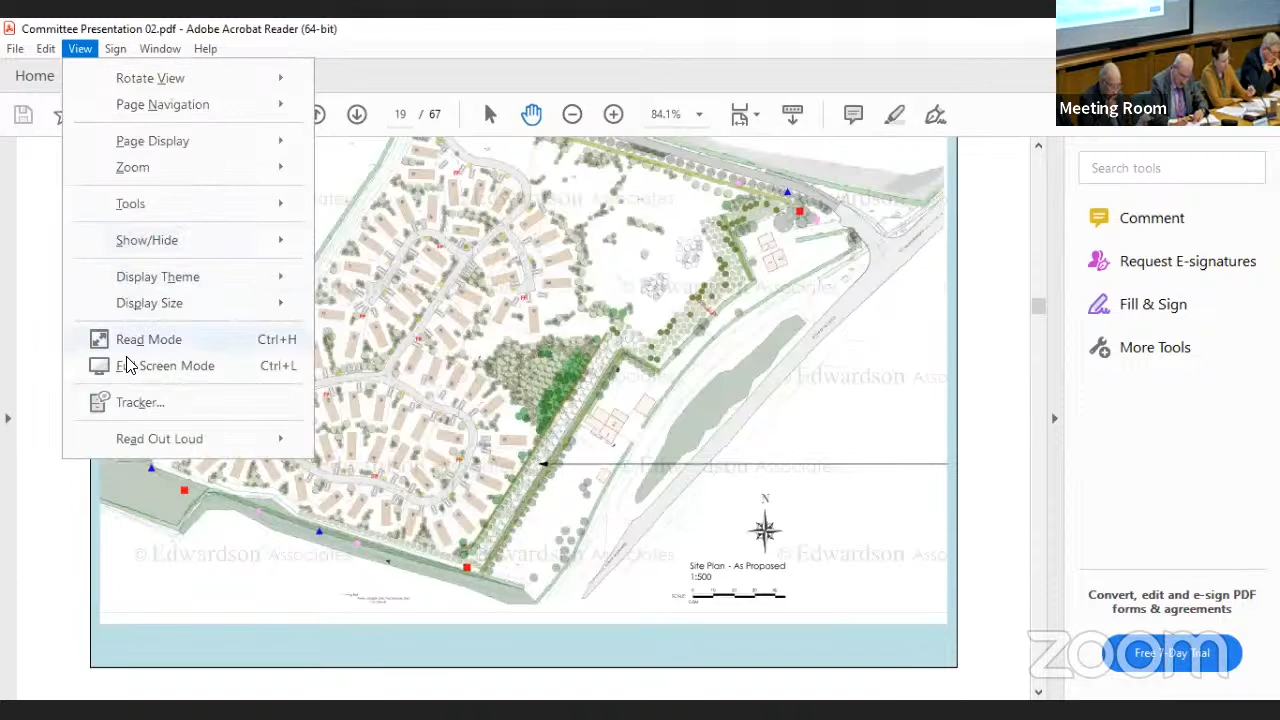 Committee Presentation 02.pdf - Adobe Acrobat Reader (64-bit)
File Edit View Sign Window Help
Home
19 / 67
84.1%
Rotate View
Page Navigation
Page Display
Zoom
Tools
Show/Hide
Display Theme
Display Size
Read Mode Ctrl+H
Full Screen Mode Ctrl+L
Tracker...
Read Out Loud
Meeting Room
Search tools
Comment
Request E-signatures
Fill & Sign
More Tools
Convert, edit and e-sign PDF
forms & agreements
Free 7-Day Trial
zoom
© Edwardson Associates
Edwardson Associates
© Edwardson Asso
N
Site Plan - As Proposed
1:500
SCALE: